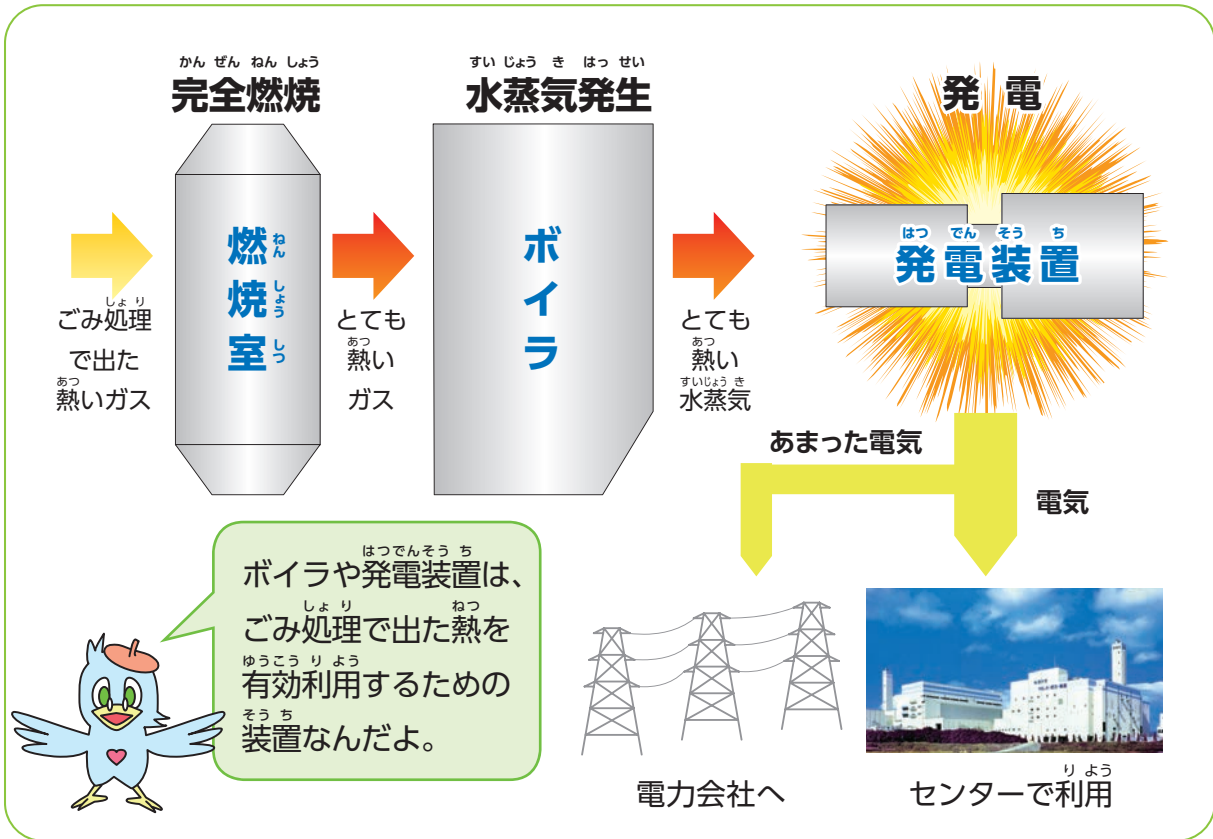 かんぜんねんしょう
完全燃焼
すいじょうきはっせい
水蒸気発生
発電
ごみ処理
しょり
で出た
熱いガス
あつ
燃焼室
ねんしょうしつ
とても
熱い
あつ
ガス
ボイラ
とても
熱い
あつ
水蒸気
すいじょうき
発電装置
はつでんそうち
あまった電気
電気
ボイラや発電装置は、
はつでんそうち
ごみ処理で出た熱を
しょり ねつ
有効利用するための
ゆうこうりよう
装置なんだよ。
そうち
電力会社へ
センターで利用
りよう